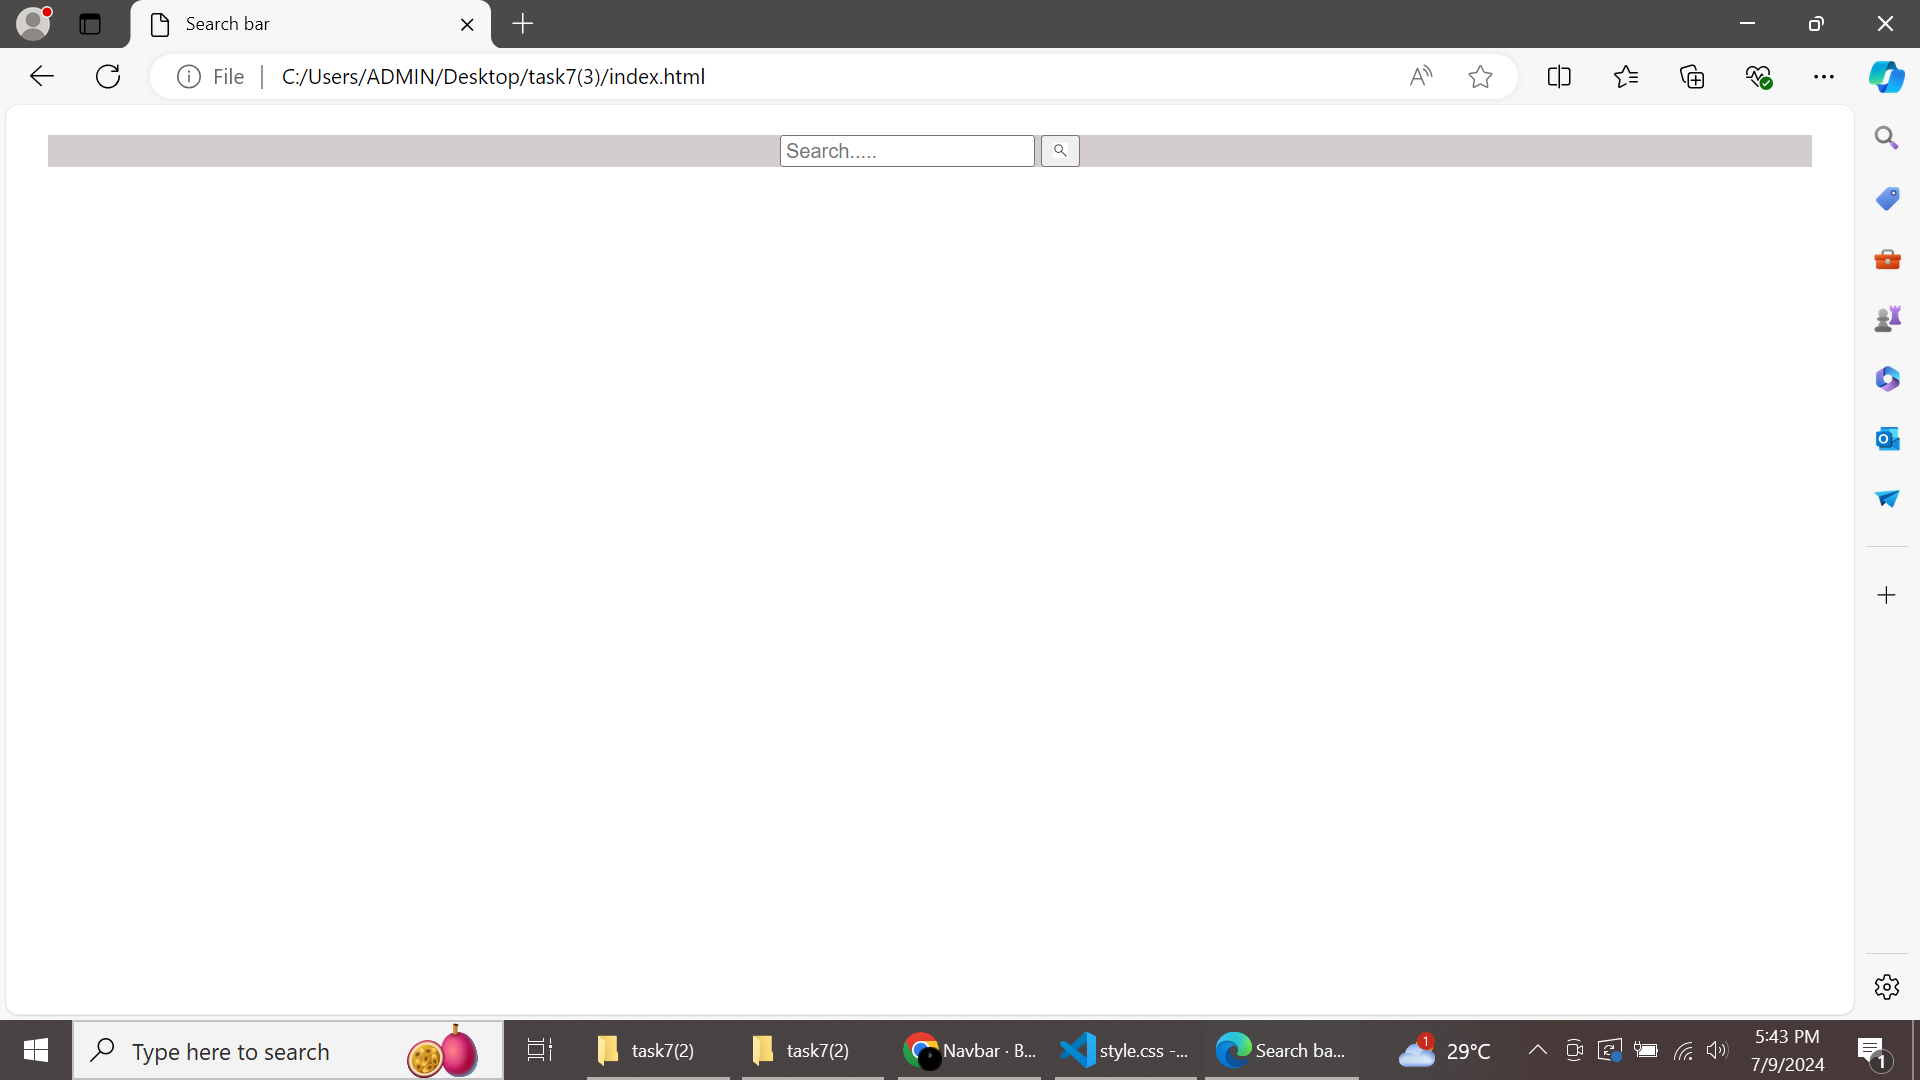 Search bar
File
C:/Users/ADMIN/Desktop/task7(3)/index.html
Search.....
Type here to search
task7(2)
task7(2)
Navbar · B...
style.css -...
Search ba...
1
29°C
5:43 PM
7/9/2024
1